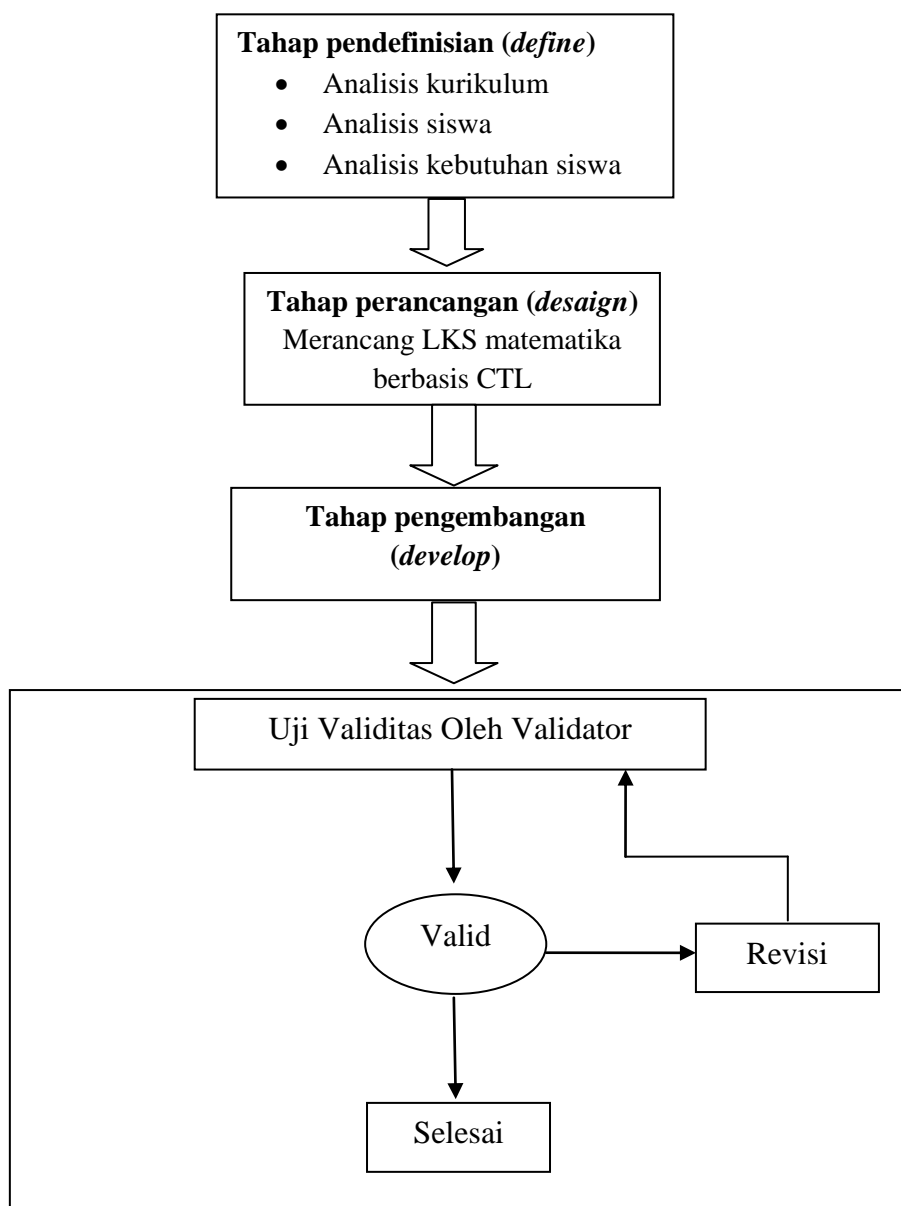 Tahap pendefinisian (define)
• Analisis kurikulum
• Analisis siswa
• Analisis kebutuhan siswa
Tahap perancangan (desaign)
Merancang LKS matematika
berbasis CTL
Tahap pengembangan
(develop)
Uji Validitas Oleh Validator
Valid
Revisi
Selesai